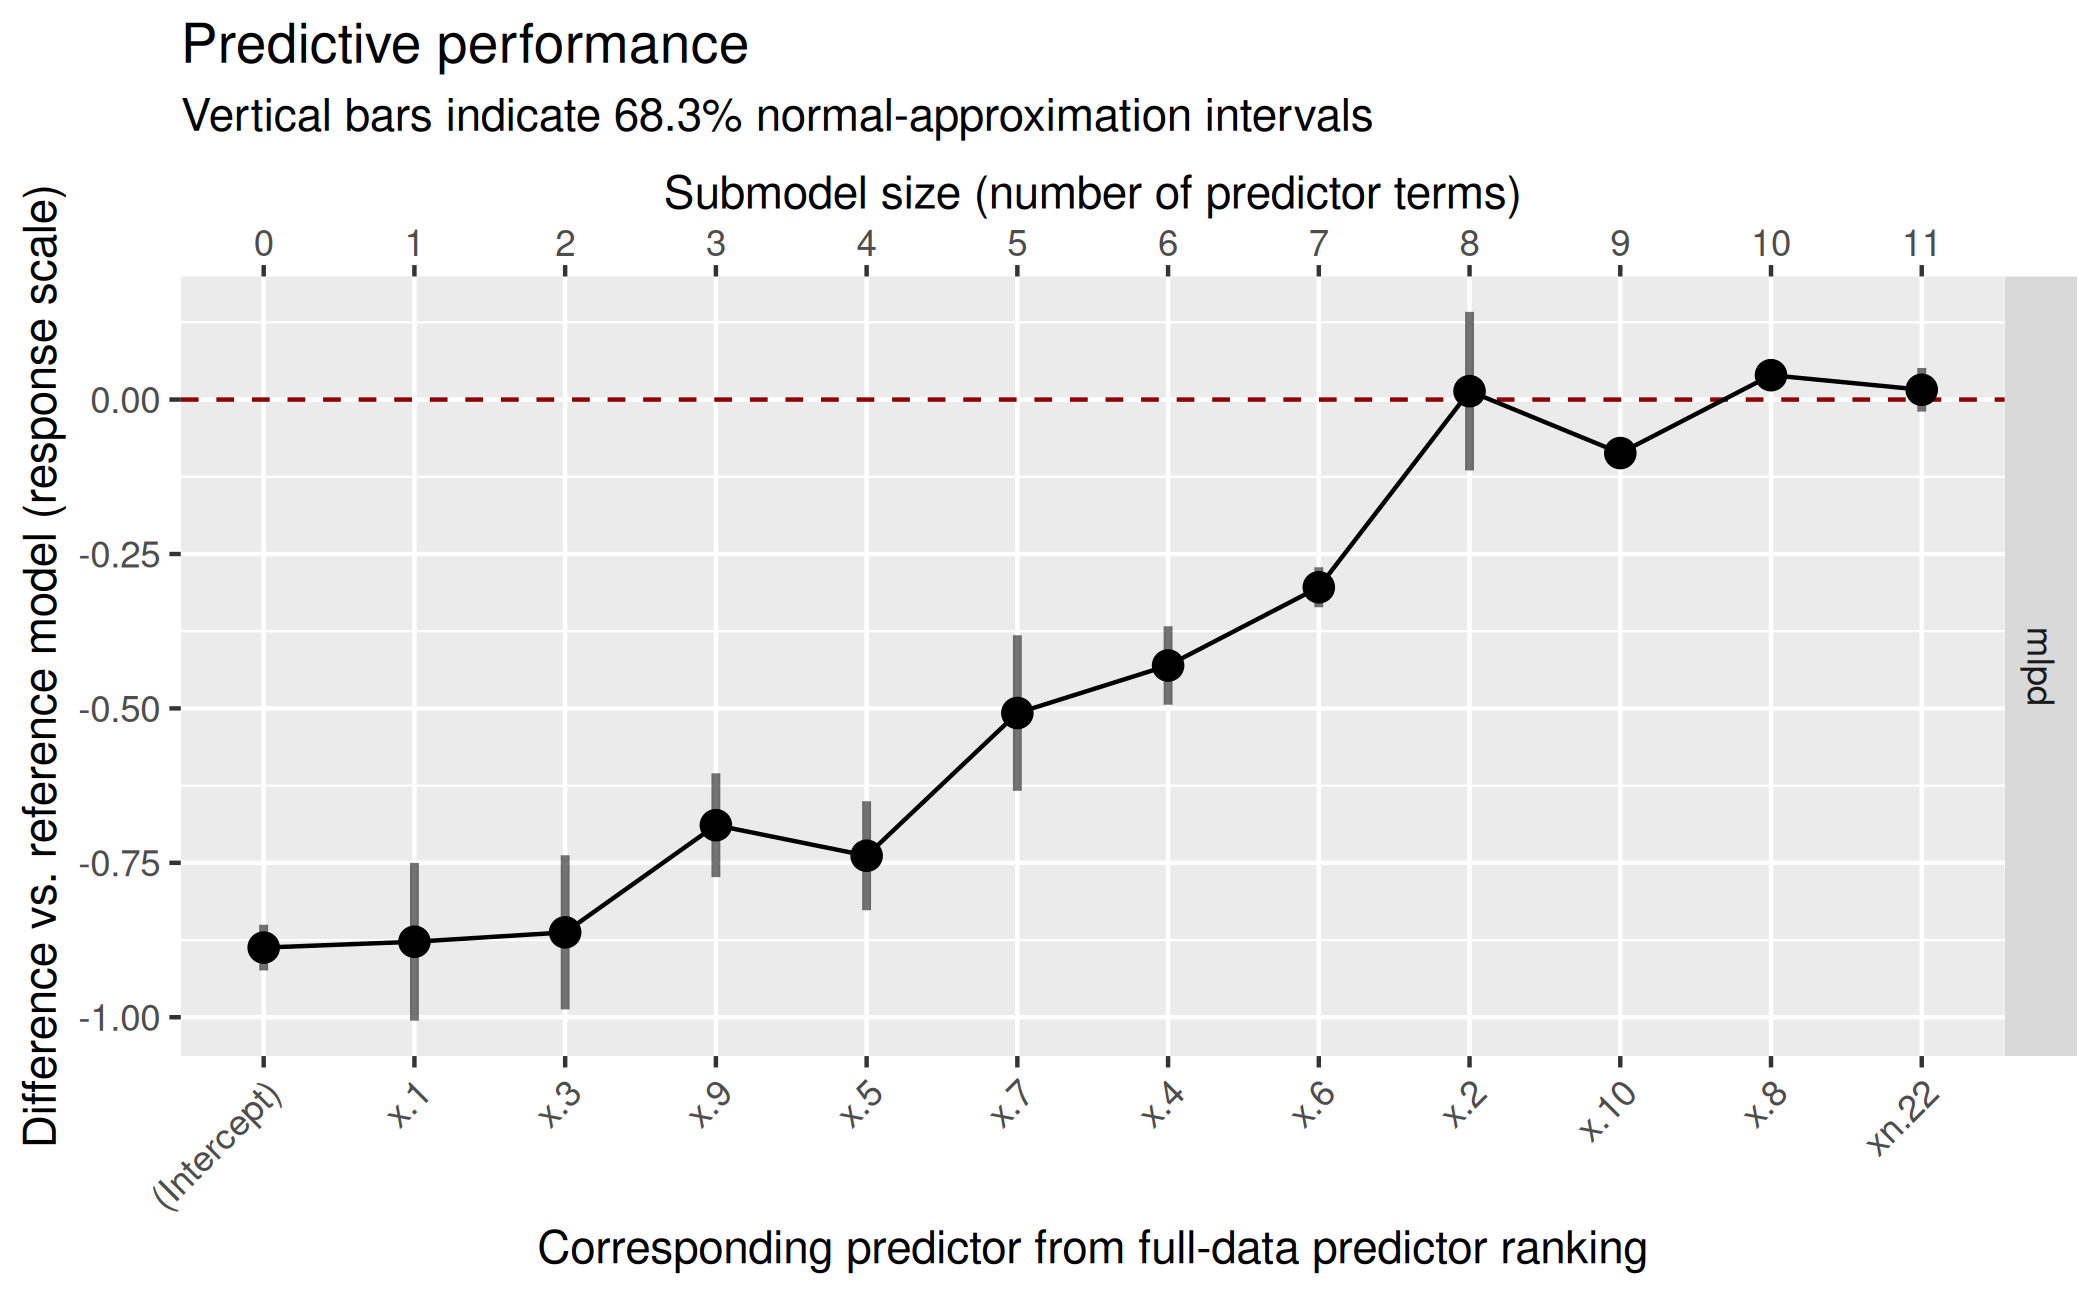 Predictive performance
Vertical bars indicate 68.3% normal-approximation intervals
Submodel size (number of predictor terms)
0 1 2 3 4 5 6 7 8 9 10 11
Difference vs. reference model (response scale)
0.00
-0.25
-0.50
-0.75
-1.00
mlpd
(Intercept) x.1 x.3 x.9 x.5 x.7 x.4 x.6 x.2 x.10 x.8 xn.22
Corresponding predictor from full-data predictor ranking